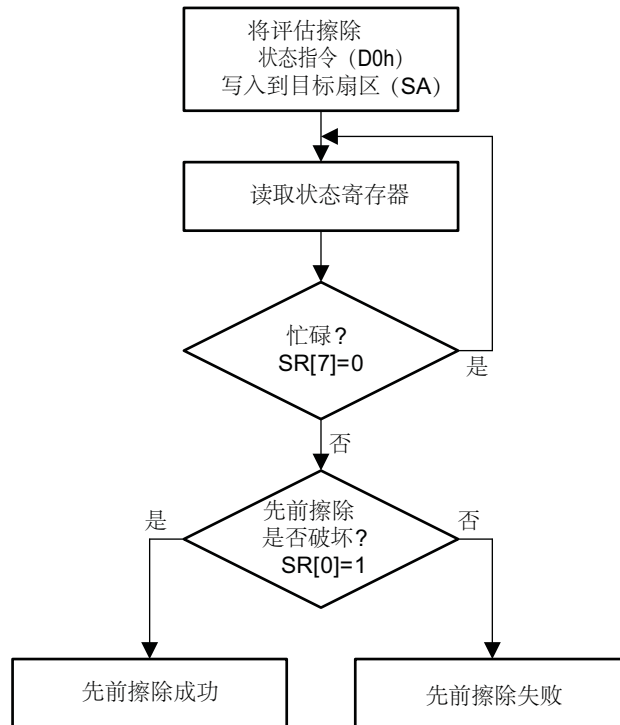 将评估擦除
状态指令（D0h）
写入到目标扇区（SA）
读取状态寄存器
忙碌？
SR[7]=0
是
否
先前擦除
是否破坏？
SR[0]=1
是
否
先前擦除成功
先前擦除失败